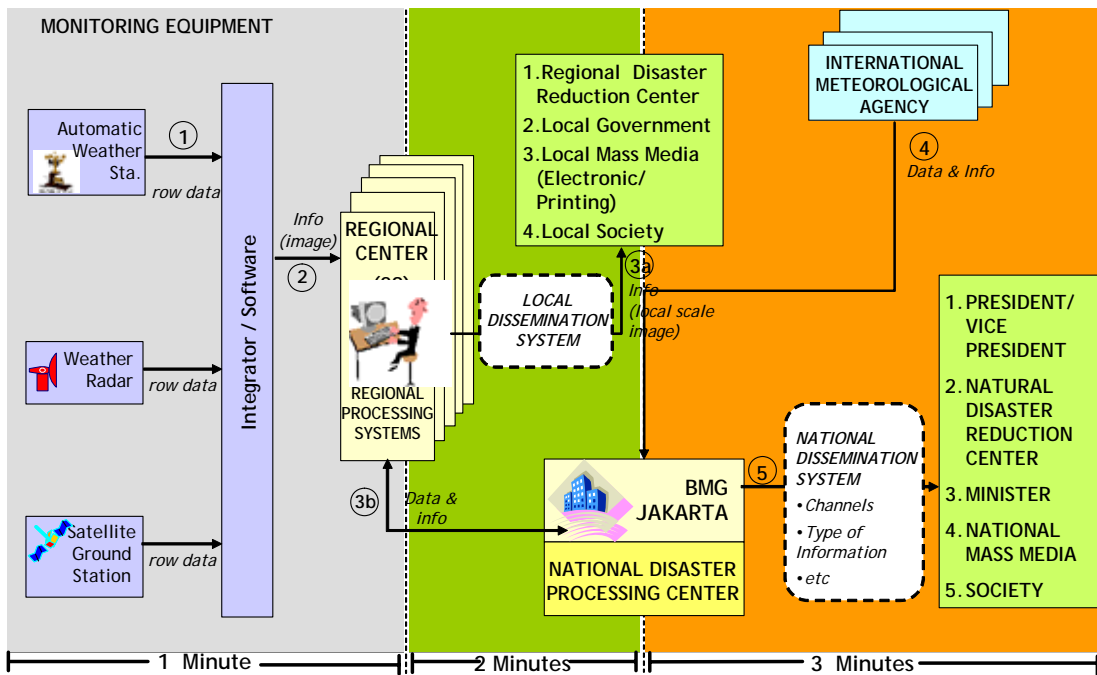 MONITORING EQUIPMENT
Automatic
Weather
Sta.
1
row data
Weather
Radar
row data
Satellite
Ground
Station
row data
Integrator / Software
Info
(image)
2
REGIONAL
CENTER
REGIONAL
PROCESSING
SYSTEMS
3b
Data &
info
LOCAL
DISSEMINATION
SYSTEM
1. Regional Disaster
Reduction Center
2. Local Government
3. Local Mass Media
(Electronic/
Printing)
4. Local Society
3a
Info
(local scale
image)
INTERNATIONAL
METEOROLOGICAL
AGENCY
4
Data & Info
BMG
JAKARTA
NATIONAL DISASTER
PROCESSING CENTER
5
NATIONAL
DISSEMINATION
SYSTEM
•Channels
•Type of
Information
•etc
1. PRESIDENT/
VICE
PRESIDENT
2. NATURAL
DISASTER
REDUCTION
CENTER
3. MINISTER
4. NATIONAL
MASS MEDIA
5. SOCIETY
1 Minute
2 Minutes
3 Minutes